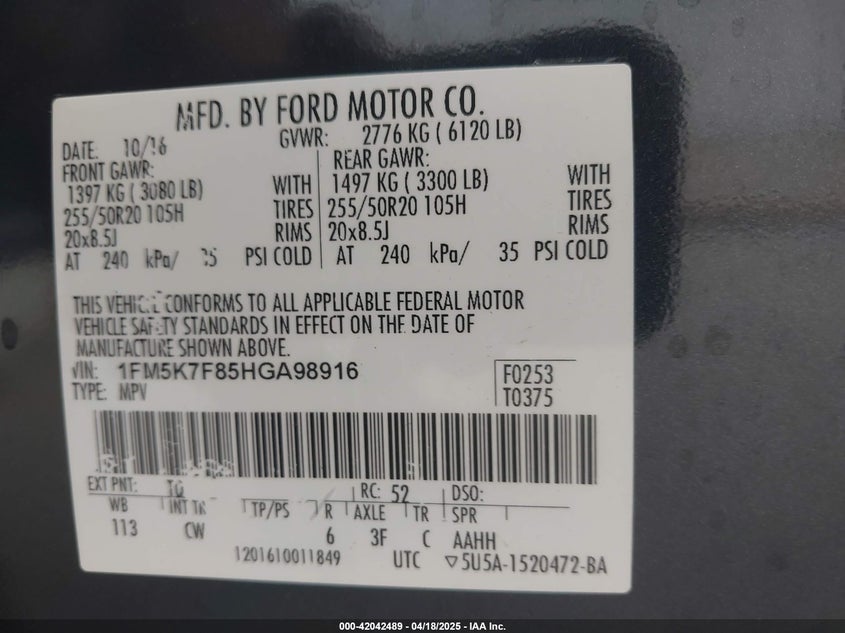 MFD. BY FORD MOTOR CO.
DATE: 10/16 GVWR: 2776 KG ( 6120 LB)
FRONT GAWR: REAR GAWR:
1397 KG ( 3080 LB) WITH 1497 KG ( 3300 LB) WITH
255/50R20 105H TIRES 255/50R20 105H TIRES
20x8.5J RIMS 20x8.5J RIMS
AT 240 kPa/ 35 PSI COLD AT 240 kPa/ 35 PSI COLD
THIS VEHICLE CONFORMS TO ALL APPLICABLE FEDERAL MOTOR
VEHICLE SAFETY STANDARDS IN EFFECT ON THE DATE OF
MANUFACTURE SHOWN ABOVE.
VIN: 1FM5K7F85HGA98916 F0253
TYPE: MPV T0375
EXT PNT: RC: 52 DSO:
WB INT TR TP/PS R AXLE TR SPR
113 CW 6 3F C AAHH
1201610011849 UTC ▽5U5A-1520472-BA
000-42042489 - 04/18/2025 - IAA Inc.